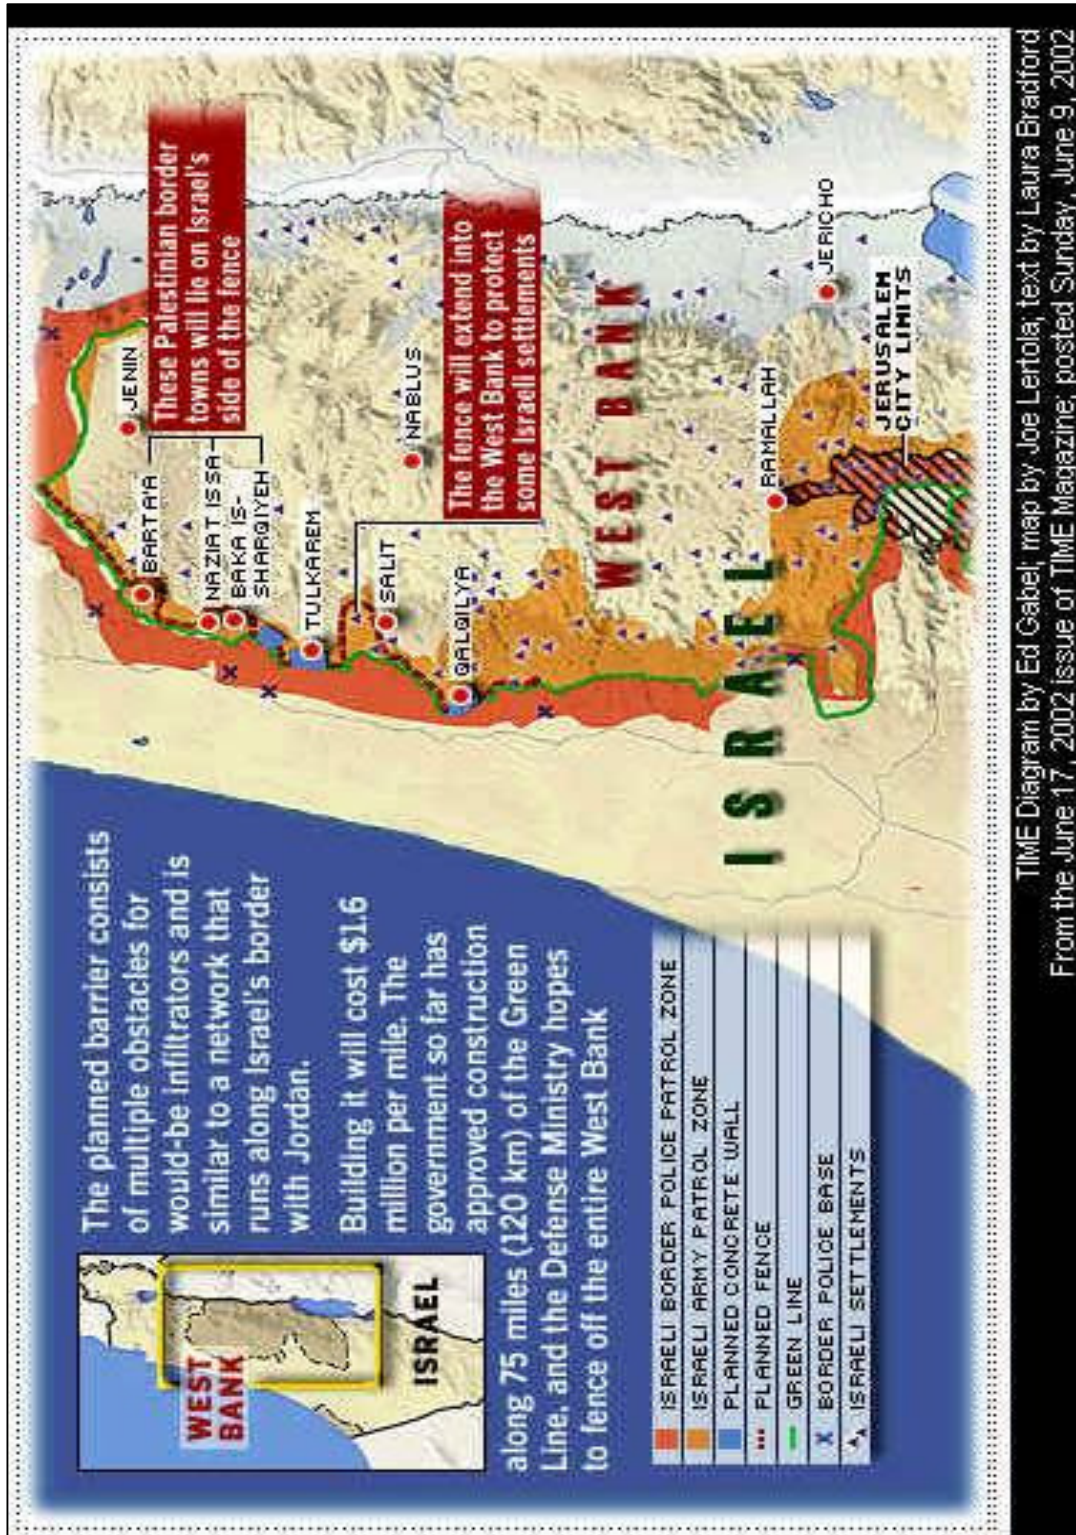 The planned barrier consists
of multiple obstacles for
would-be infiltrators and is
similar to a network that
runs along Israel's border
with Jordan.
Building it will cost $1.6
million per mile. The
government so far has
approved construction
along 75 miles (120 km) of the Green
Line, and the Defense Ministry hopes
to fence off the entire West Bank
WEST
BANK
ISRAEL
ISRAELI BORDER POLICE PATROL ZONE
ISRAELI ARMY PATROL ZONE
PLANNED CONCRETE WALL
PLANNED FENCE
GREEN LINE
BORDER POLICE BASE
ISRAELI SETTLEMENTS
These Palestinian border
towns will lie on Israel's
side of the fence
JENIN
BARTA'A
NAZLAT ISSA
BAKA IS-
SHARQIYEH
TULKAREM
SALIT
QALQILYA
NABLUS
The fence will extend into
the West Bank to protect
some Israeli settlements
WEST BANK
ISRAEL
RAMALLAH
JERICHO
JERUSALEM
CITY LIMITS
TIME Diagram by Ed Gabel; map by Joe Lertola; text by Laura Bradford
From the June 17, 2002 issue of TIME Magazine; posted Sunday, June 9, 2002